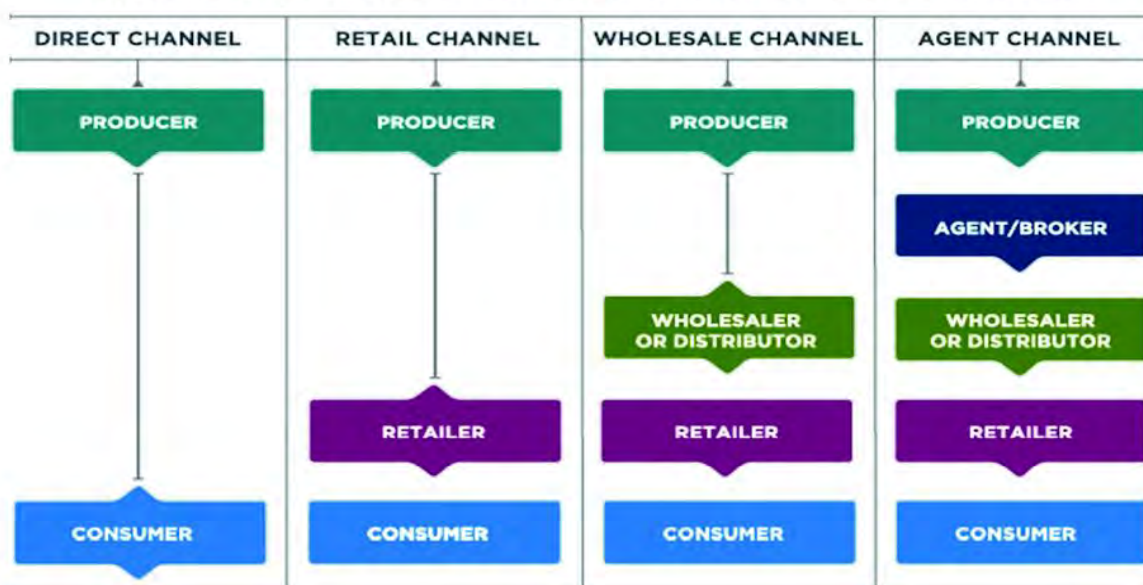 DIRECT CHANNEL
RETAIL CHANNEL
WHOLESALE CHANNEL
AGENT CHANNEL
PRODUCER
PRODUCER
PRODUCER
PRODUCER
AGENT/BROKER
WHOLESALER
OR DISTRIBUTOR
WHOLESALER
OR DISTRIBUTOR
RETAILER
RETAILER
RETAILER
CONSUMER
CONSUMER
CONSUMER
CONSUMER